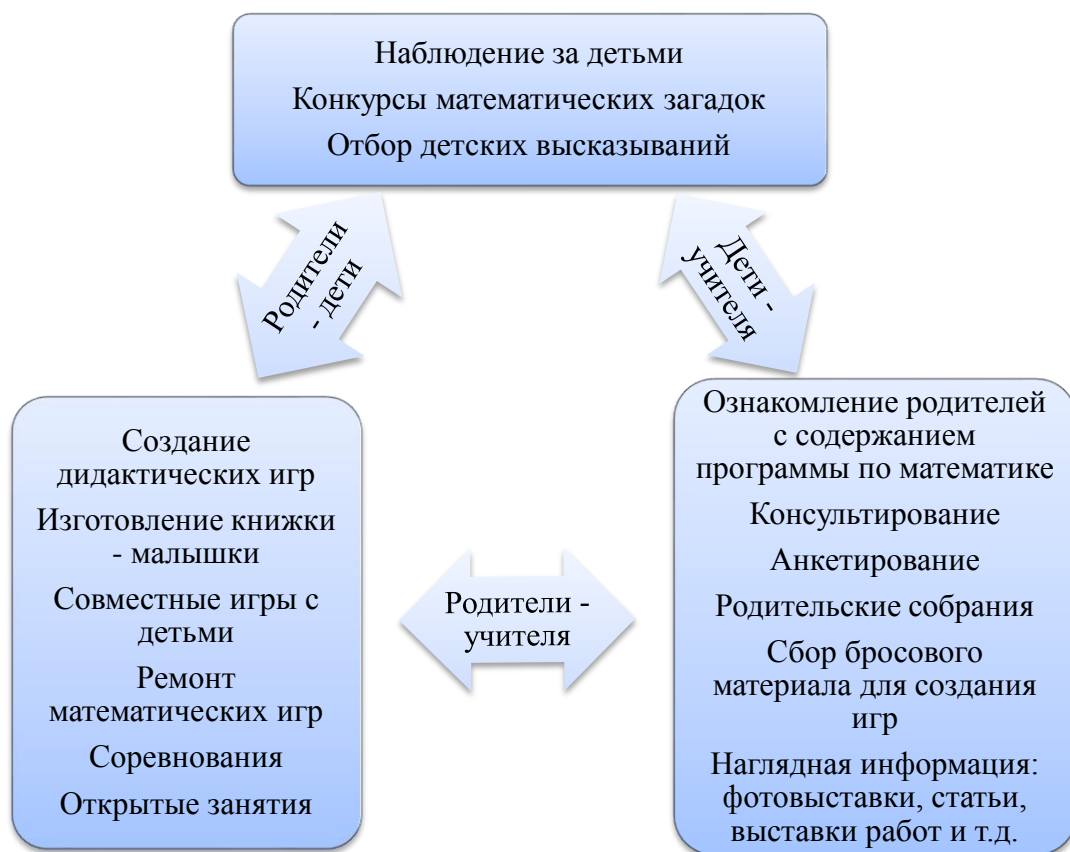 Наблюдение за детьми
Конкурсы математических загадок
Отбор детских высказываний
Родители
- дети
Дети -
учителя
Создание
дидактических игр
Изготовление книжки
- малышки
Совместные игры с
детьми
Ремонт
математических игр
Соревнования
Открытые занятия
Родители -
учителя
Ознакомление родителей
с содержанием
программы по математике
Консультирование
Анкетирование
Родительские собрания
Сбор бросового
материала для создания
игр
Наглядная информация:
фотовыставки, статьи,
выставки работ и т.д.